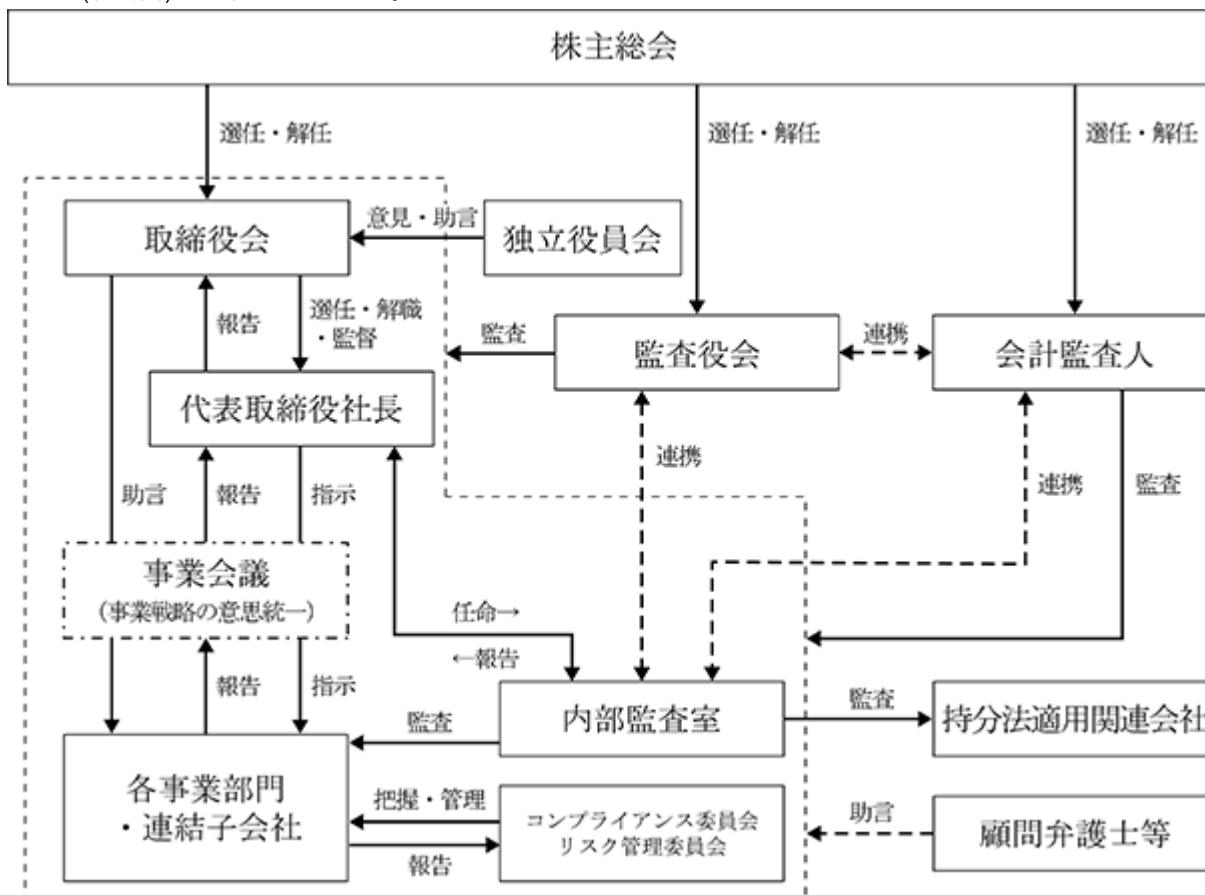 株主総会
選任・解任
選任・解任
選任・解任
取締役会
意見・助言
独立役員会
報告
選任・解職
・監督
監査
監査役会
連携
会計監査人
代表取締役社長
連携
連携
監査
助言
報告
指示
事業会議
(事業戦略の意思統一)
任命→
←報告
報告
指示
監査
内部監査室
監査
持分法適用関連会社
各事業部門
・連結子会社
把握・管理
報告
コンプライアンス委員会
リスク管理委員会
助言
顧問弁護士等